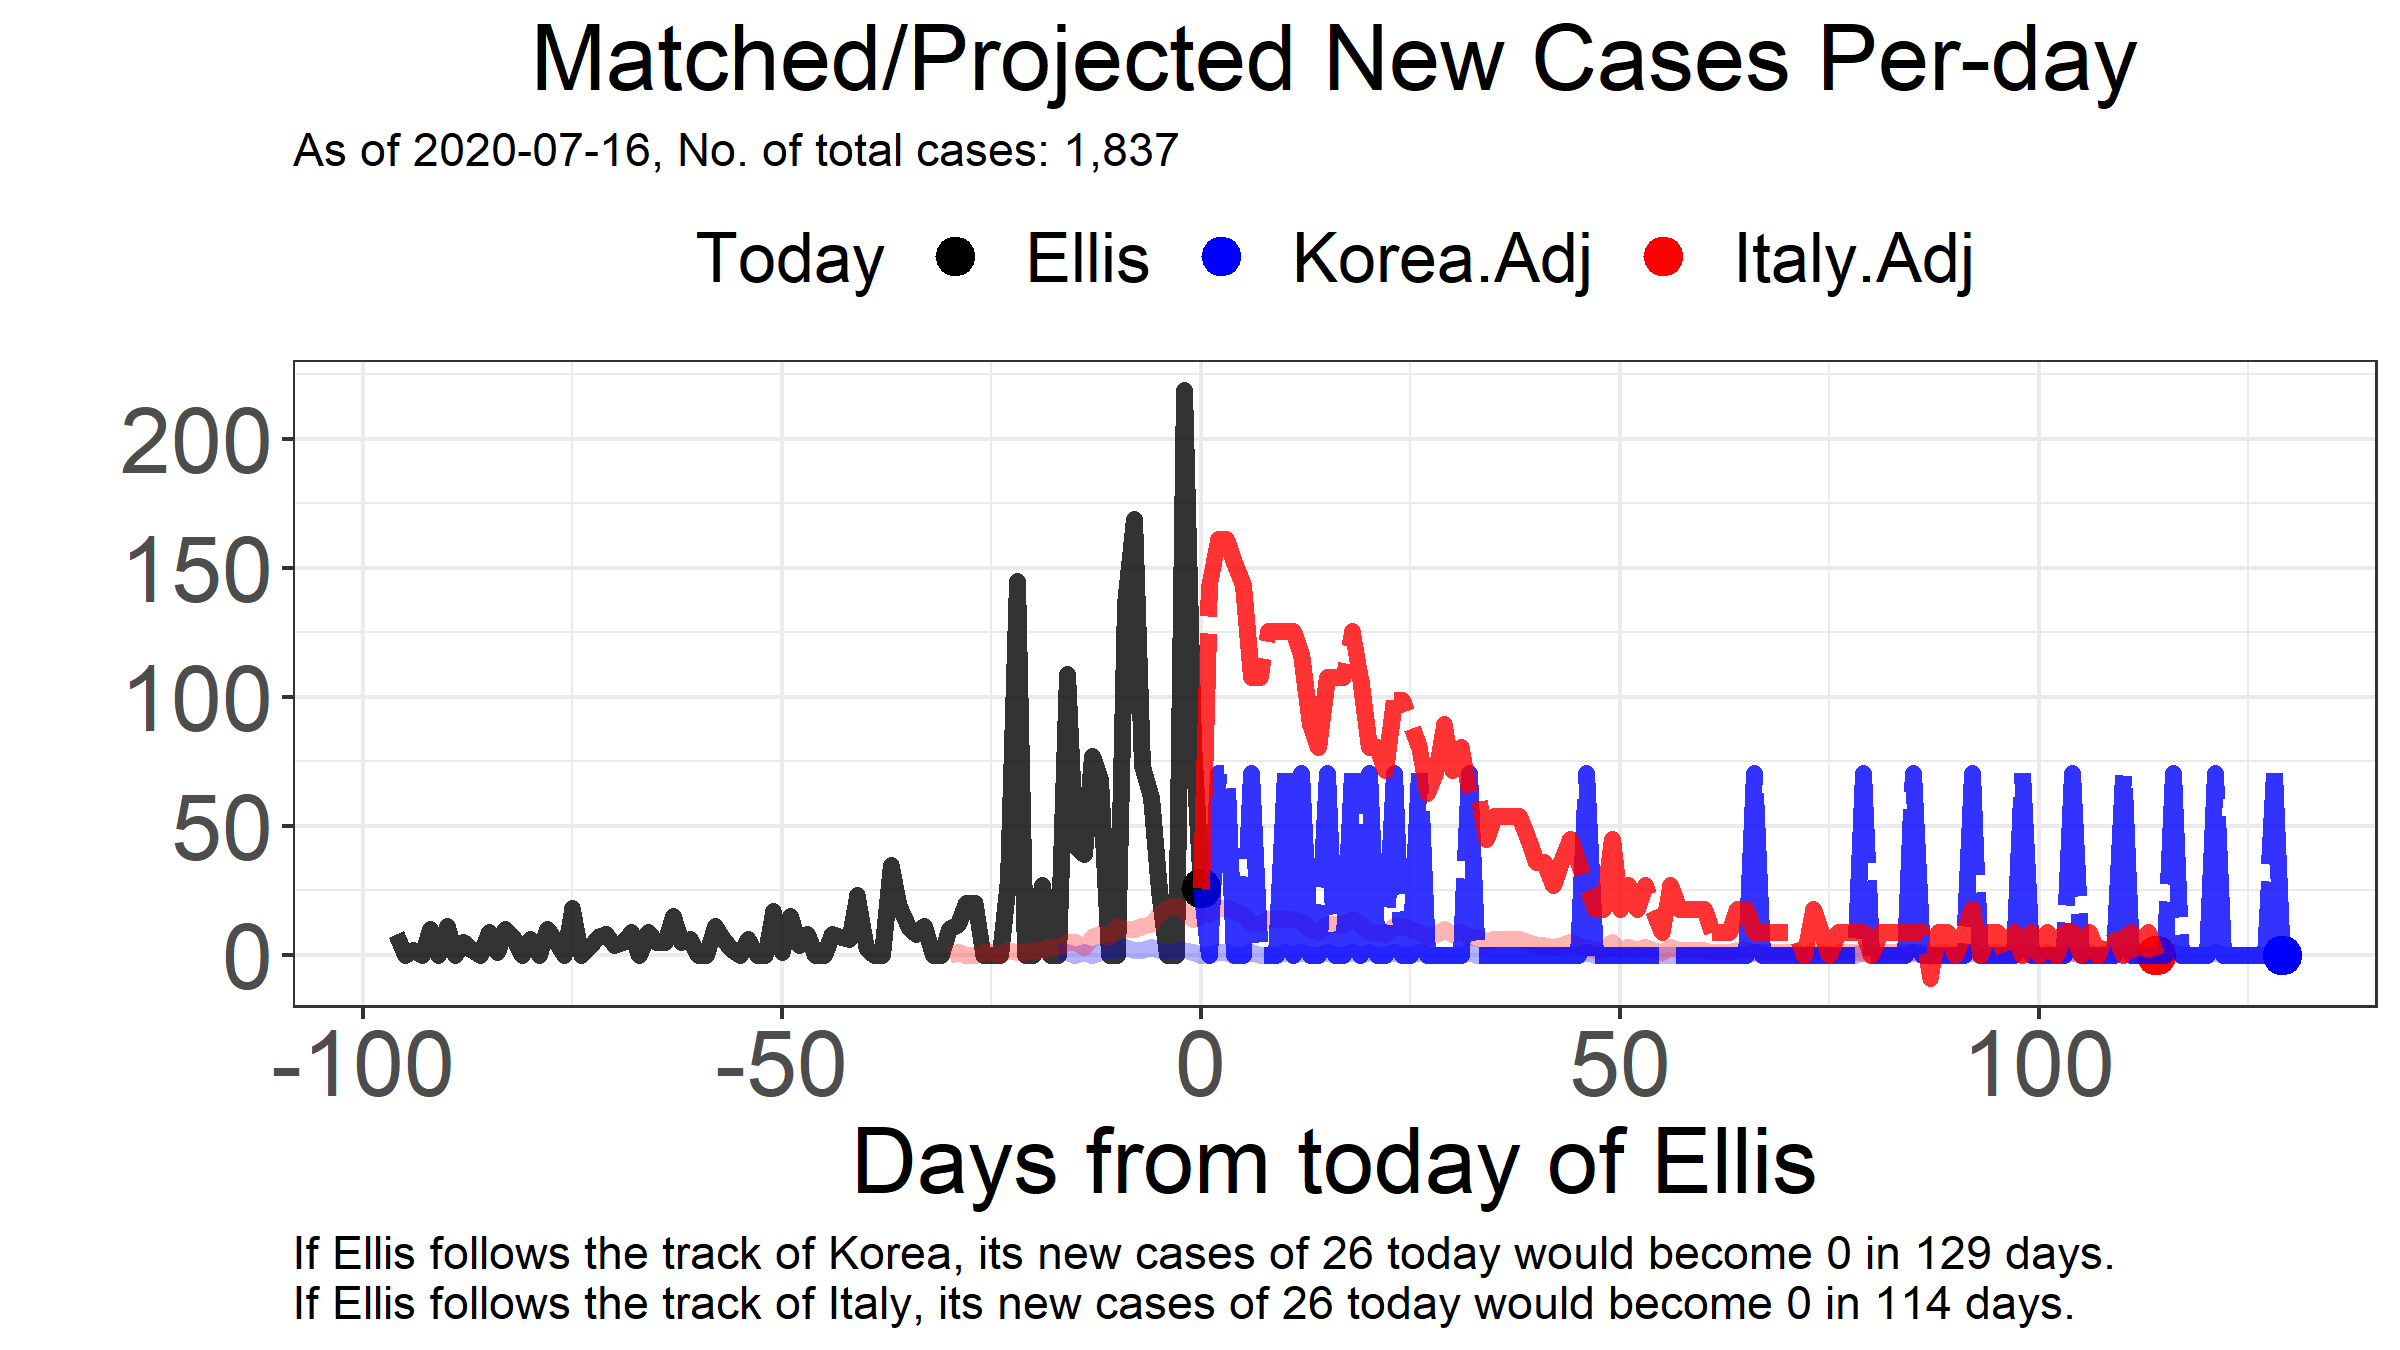 Matched/Projected New Cases Per-day
As of 2020-07-16, No. of total cases: 1,837
Today Ellis Korea.Adj Italy.Adj
200
150
100
50
0
-100 -50 0 50 100
Days from today of Ellis
If Ellis follows the track of Korea, its new cases of 26 today would become 0 in 129 days.
If Ellis follows the track of Italy, its new cases of 26 today would become 0 in 114 days.